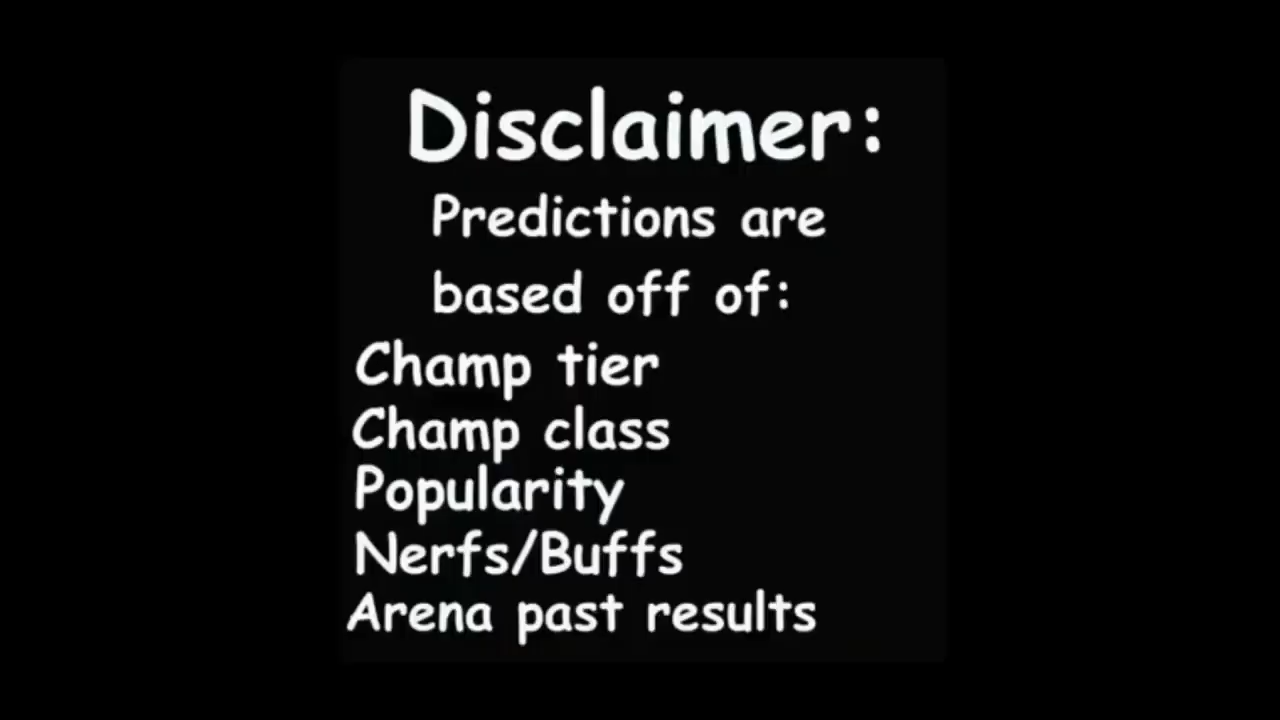 Disclaimer:
Predictions are
based off of:
Champ tier
Champ class
Popularity
Nerfs/Buffs
Arena past results